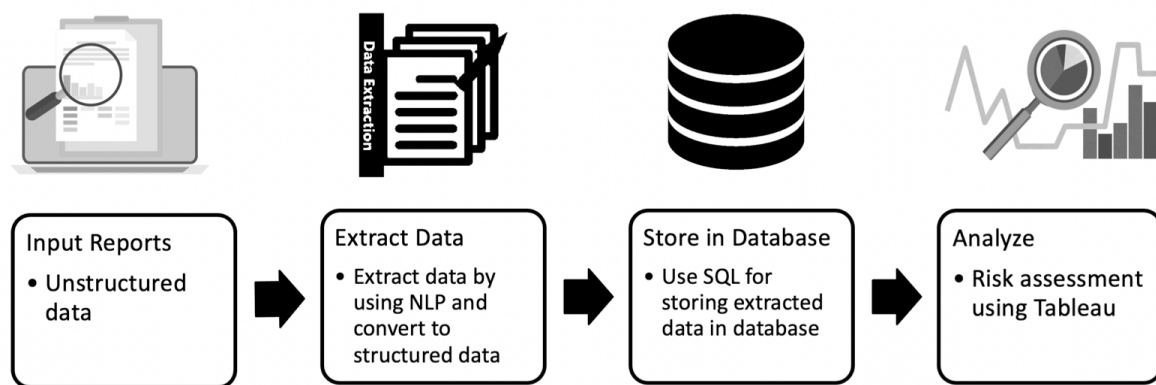 Data Extraction
Input Reports
• Unstructured
data
Extract Data
• Extract data by
using NLP and
convert to
structured data
Store in Database
• Use SQL for
storing extracted
data in database
Analyze
• Risk assessment
using Tableau